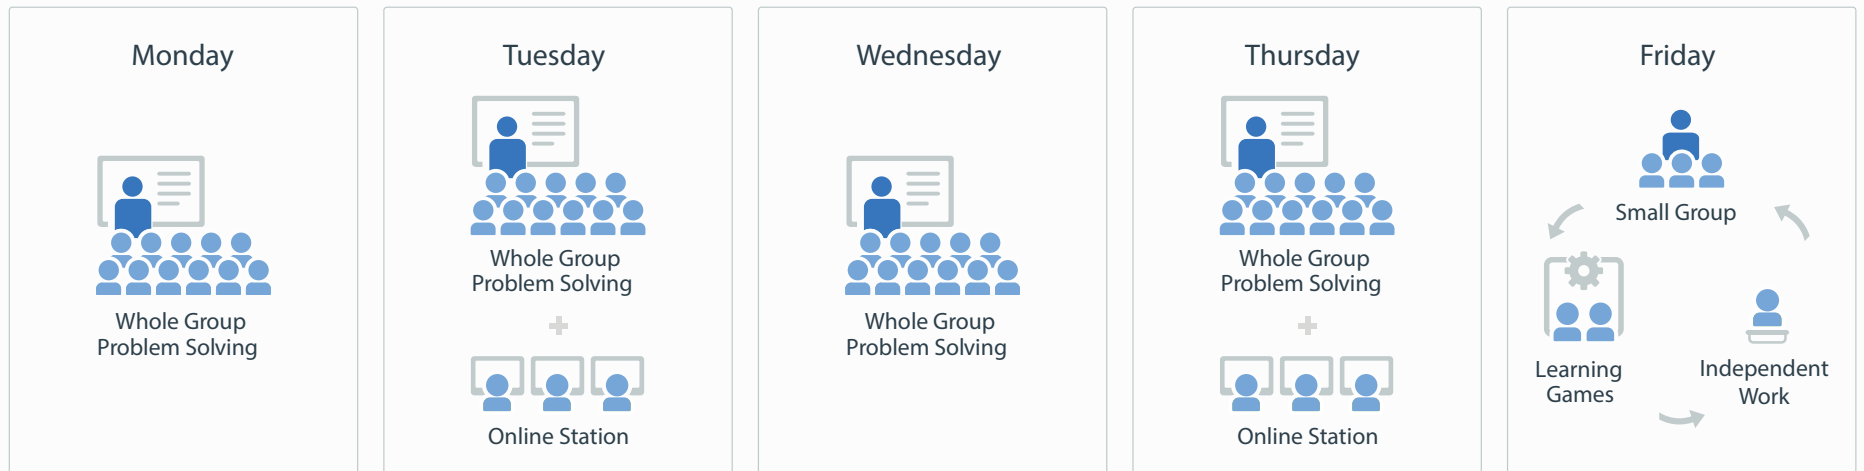 Monday
Whole Group
Problem Solving
Tuesday
Whole Group
Problem Solving
Online Station
Wednesday
Whole Group
Problem Solving
Thursday
Whole Group
Problem Solving
Online Station
Friday
Small Group
Learning
Games
Independent
Work